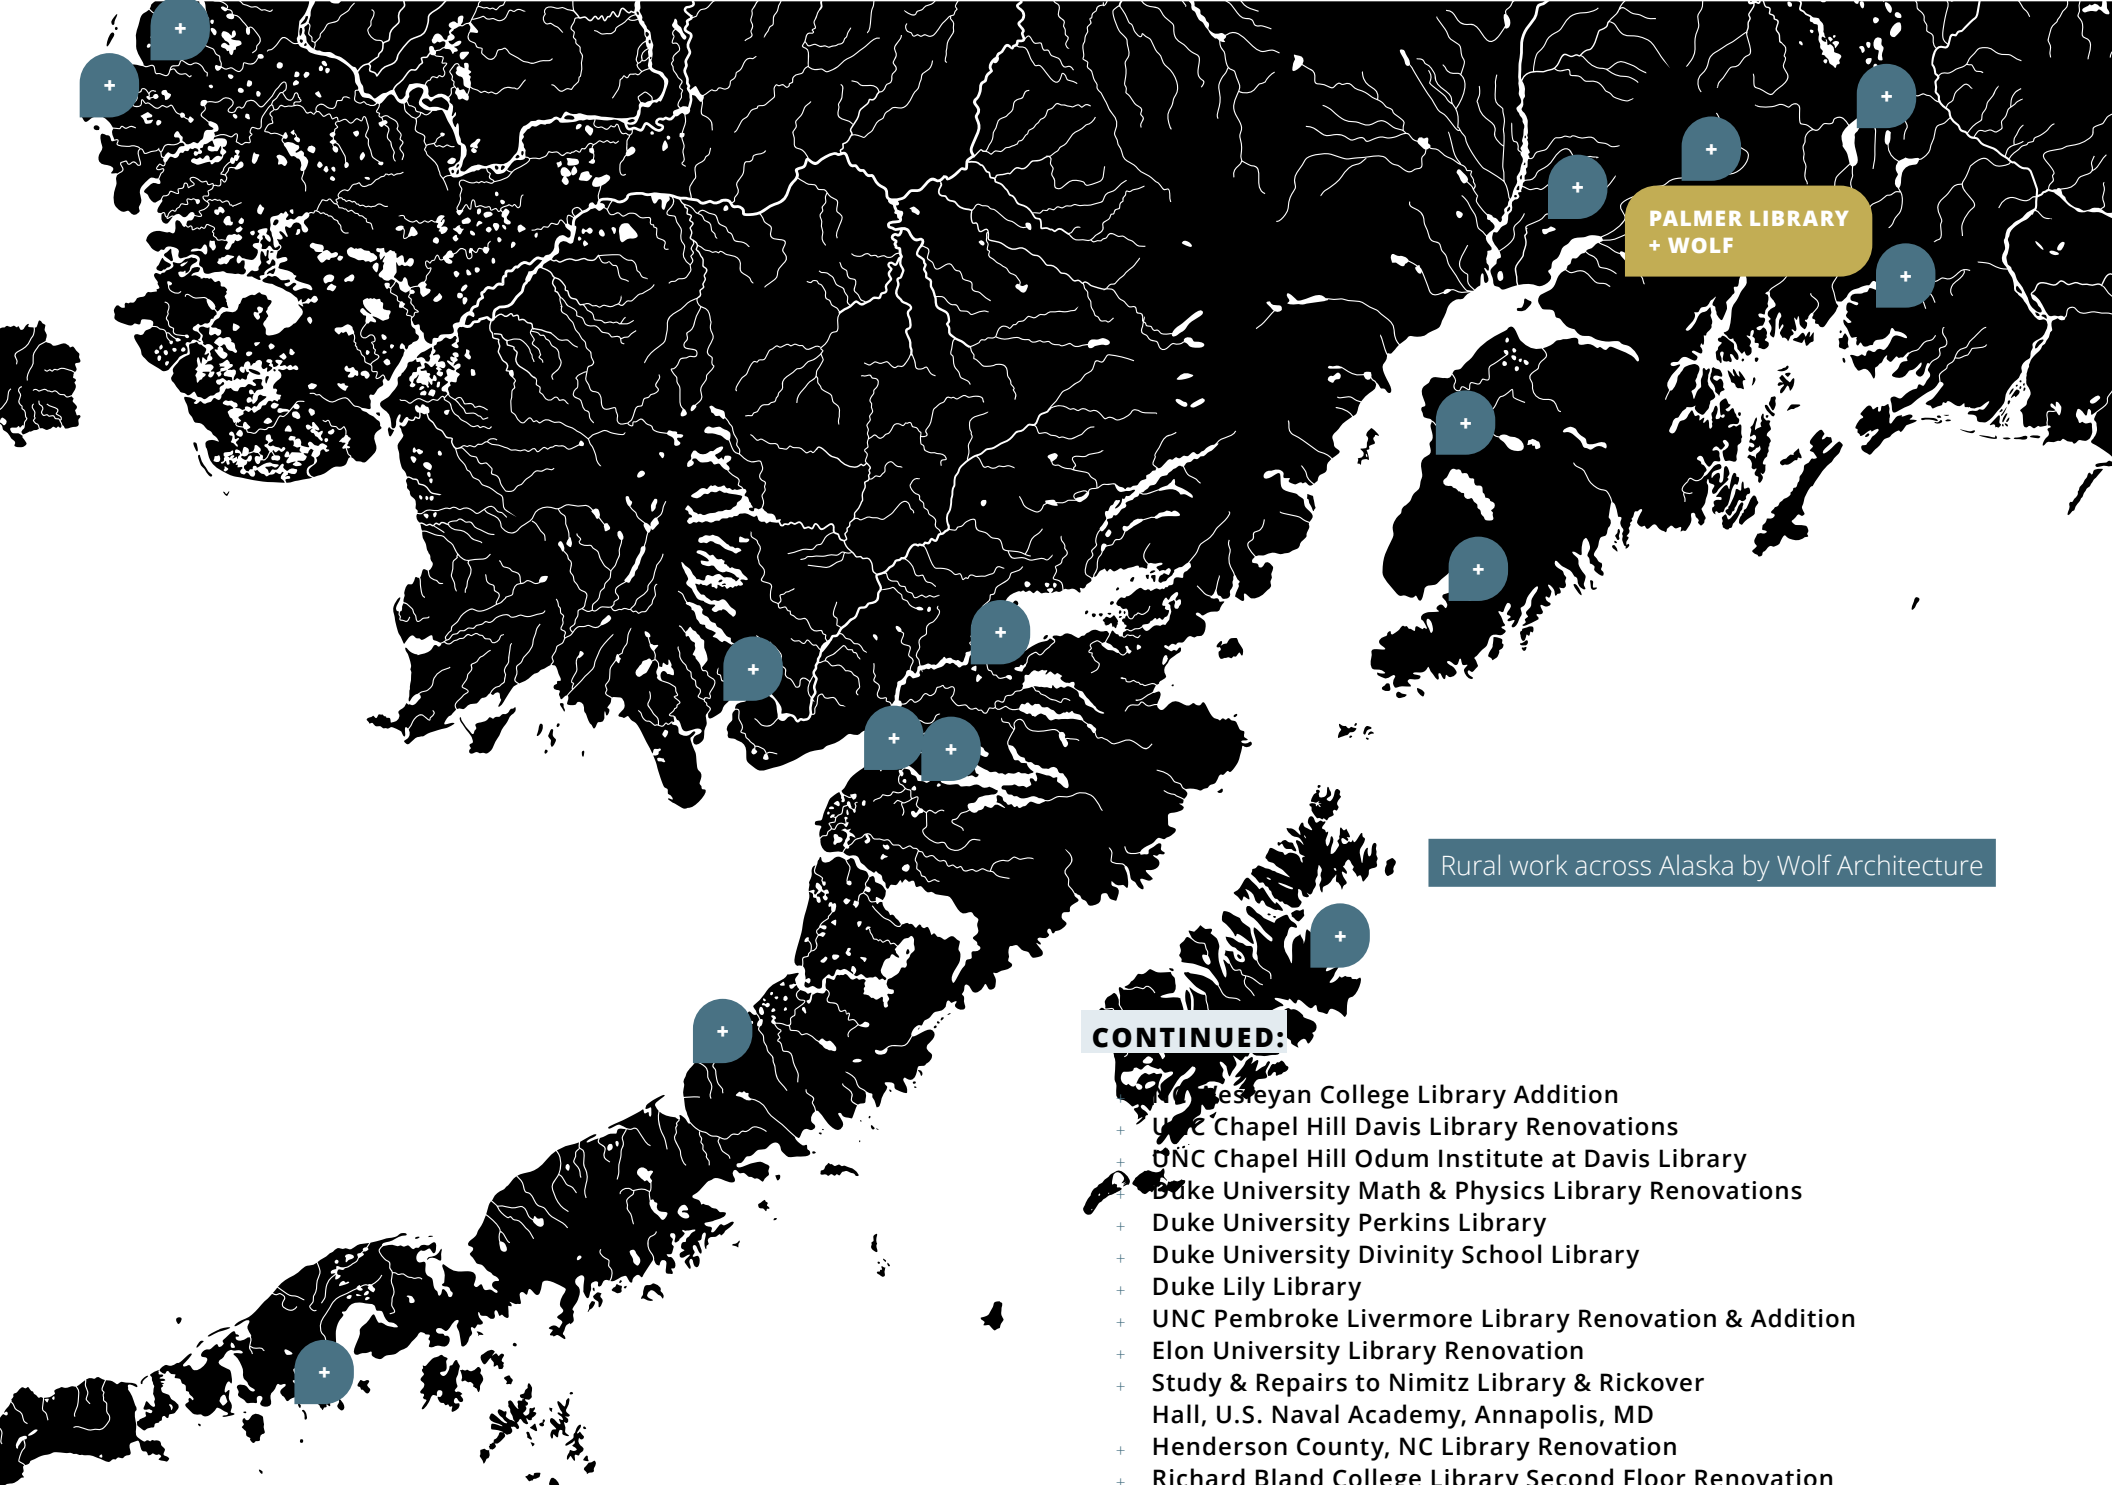 PALMER LIBRARY
+ WOLF
Rural work across Alaska by Wolf Architecture
CONTINUED:
+ NC Wesleyan College Library Addition
+ UNC Chapel Hill Davis Library Renovations
+ UNC Chapel Hill Odum Institute at Davis Library
+ Duke University Math & Physics Library Renovations
+ Duke University Perkins Library
+ Duke University Divinity School Library
+ Duke Lily Library
+ UNC Pembroke Livermore Library Renovation & Addition
+ Elon University Library Renovation
+ Study & Repairs to Nimitz Library & Rickover
Hall, U.S. Naval Academy, Annapolis, MD
+ Henderson County, NC Library Renovation
+ Richard Bland College Library Second Floor Renovation